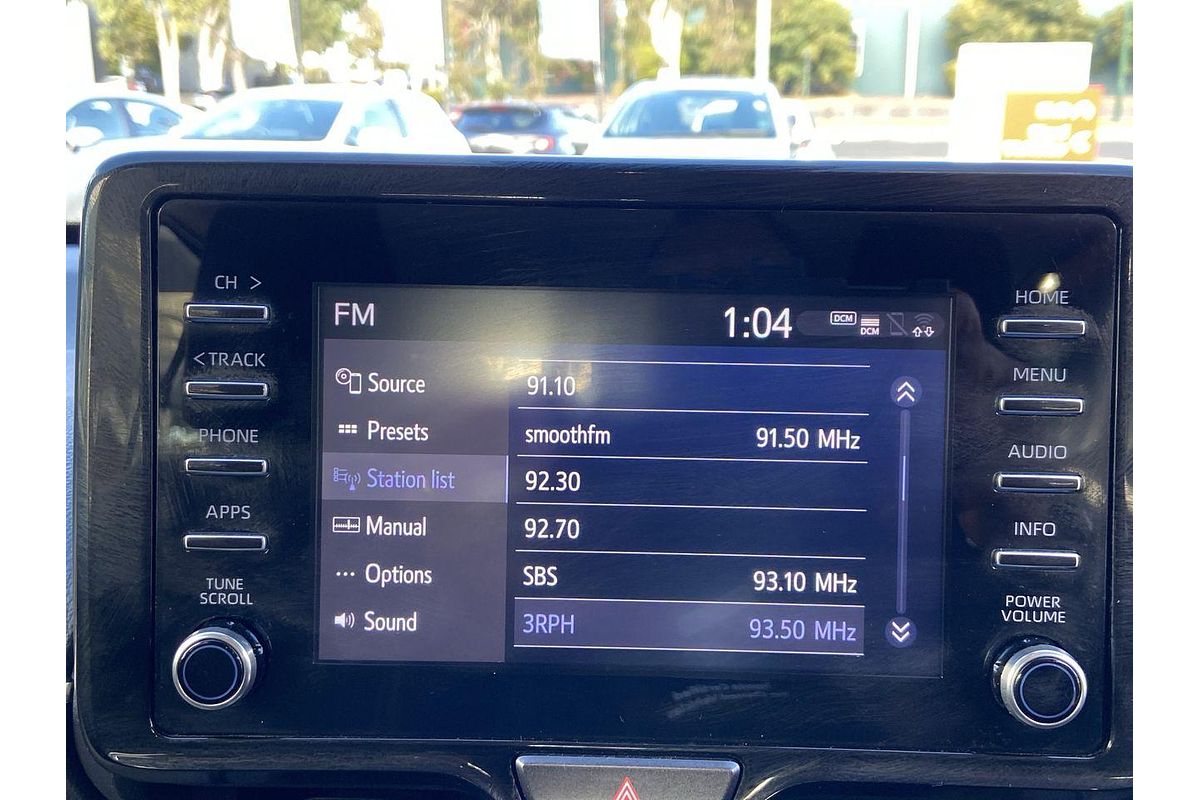 CH >
< TRACK
PHONE
APPS
TUNE
SCROLL
FM
1:04
DCM
DCM
Source
Presets
Station list
Manual
Options
Sound
91.10
smoothfm 91.50 MHz
92.30
92.70
SBS 93.10 MHz
3RPH 93.50 MHz
HOME
MENU
AUDIO
INFO
POWER
VOLUME